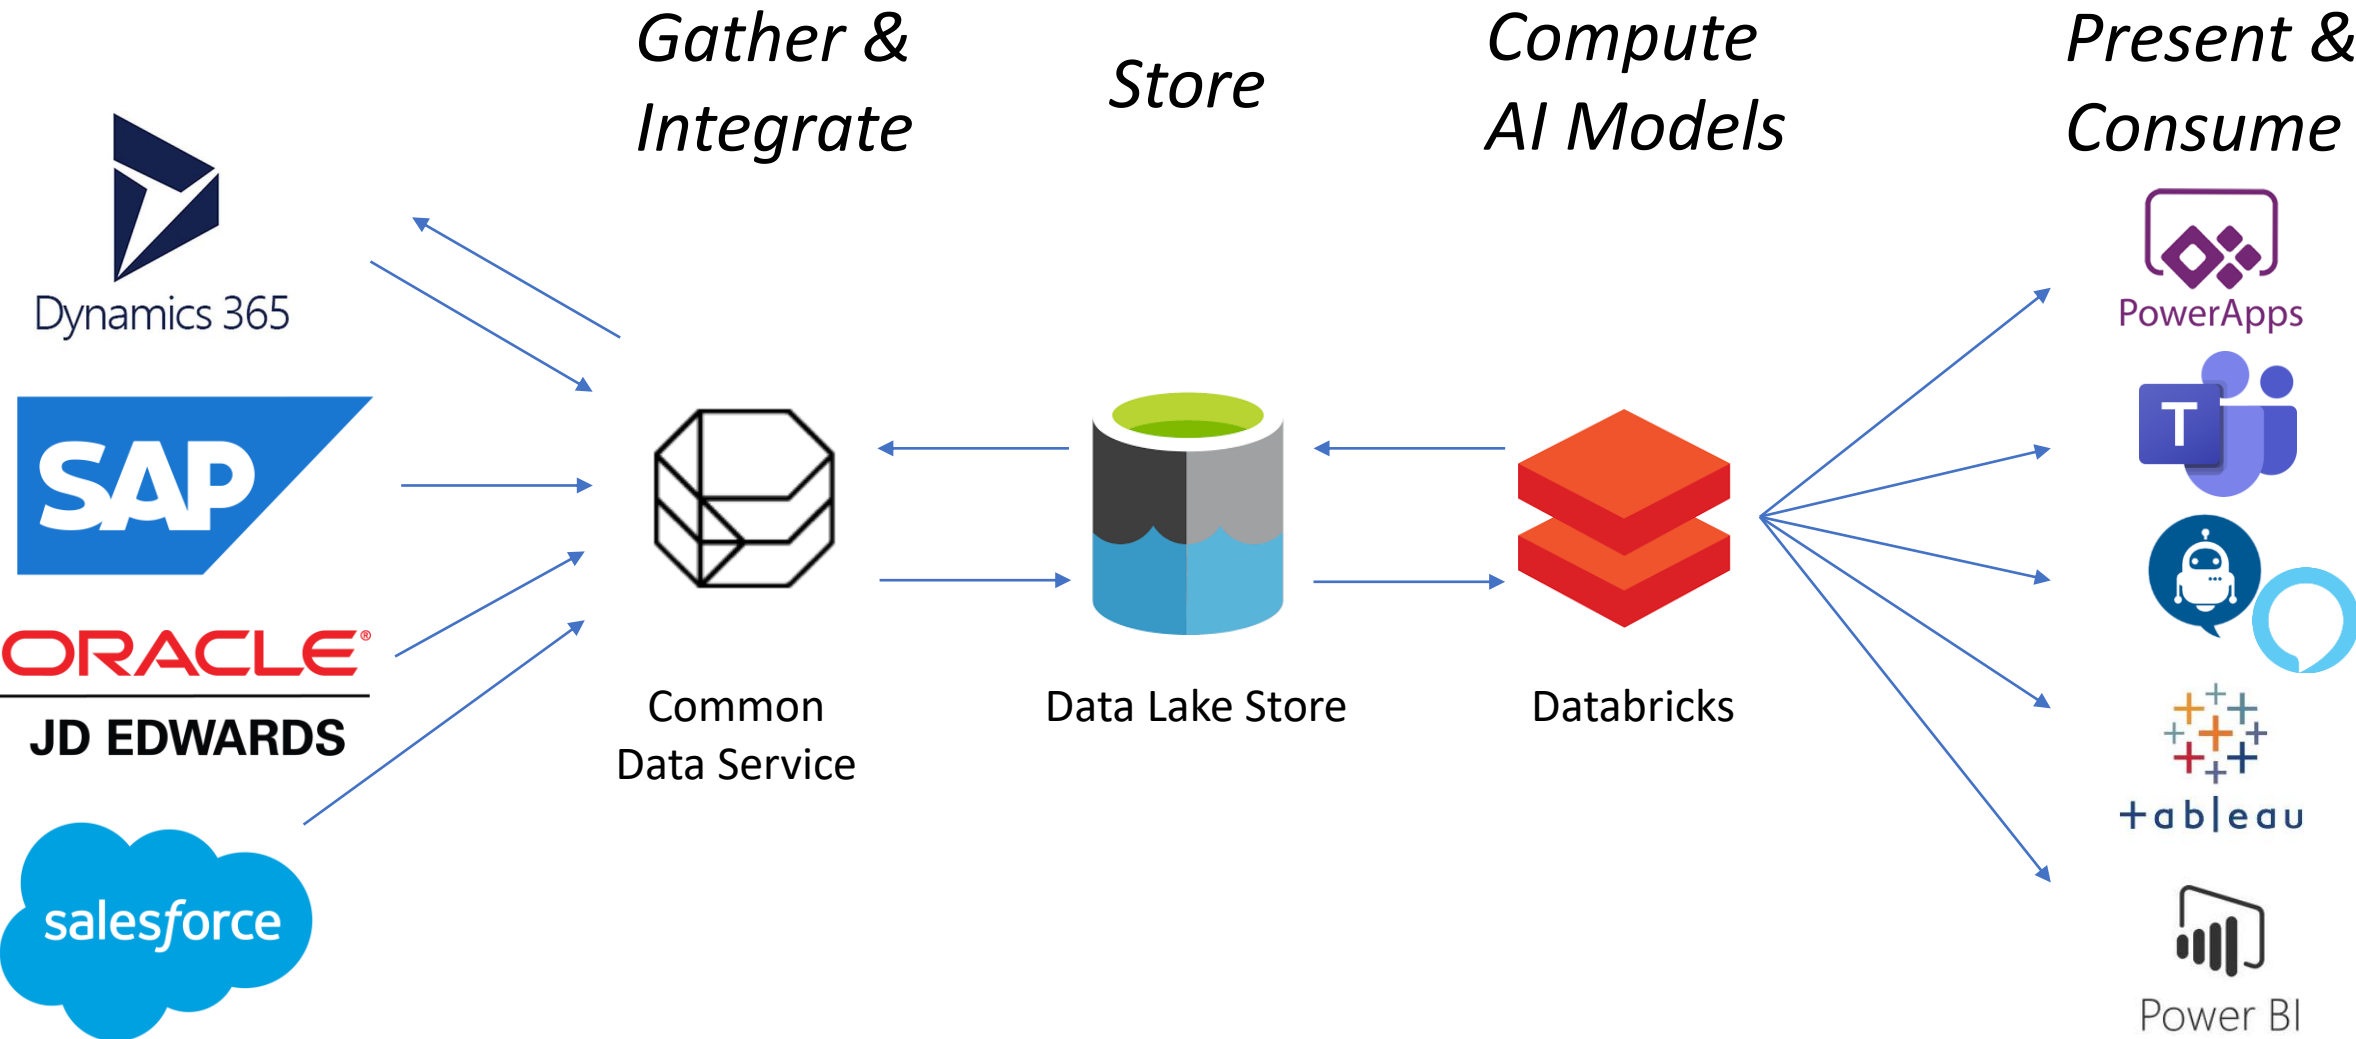 Gather &
Integrate
Store
Compute
AI Models
Present &
Consume
Dynamics 365
SAP
ORACLE®
JD EDWARDS
salesforce
Common
Data Service
Data Lake Store
Databricks
PowerApps
T
+ableau
Power BI